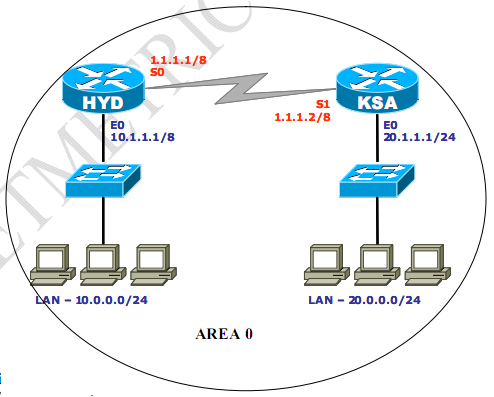 1.1.1.1/8
S0
HYD
S1
1.1.1.2/8
KSA
E0
10.1.1.1/8
E0
20.1.1.1/24
LAN – 10.0.0.0/24
LAN – 20.0.0.0/24
AREA 0
ETMETRIC